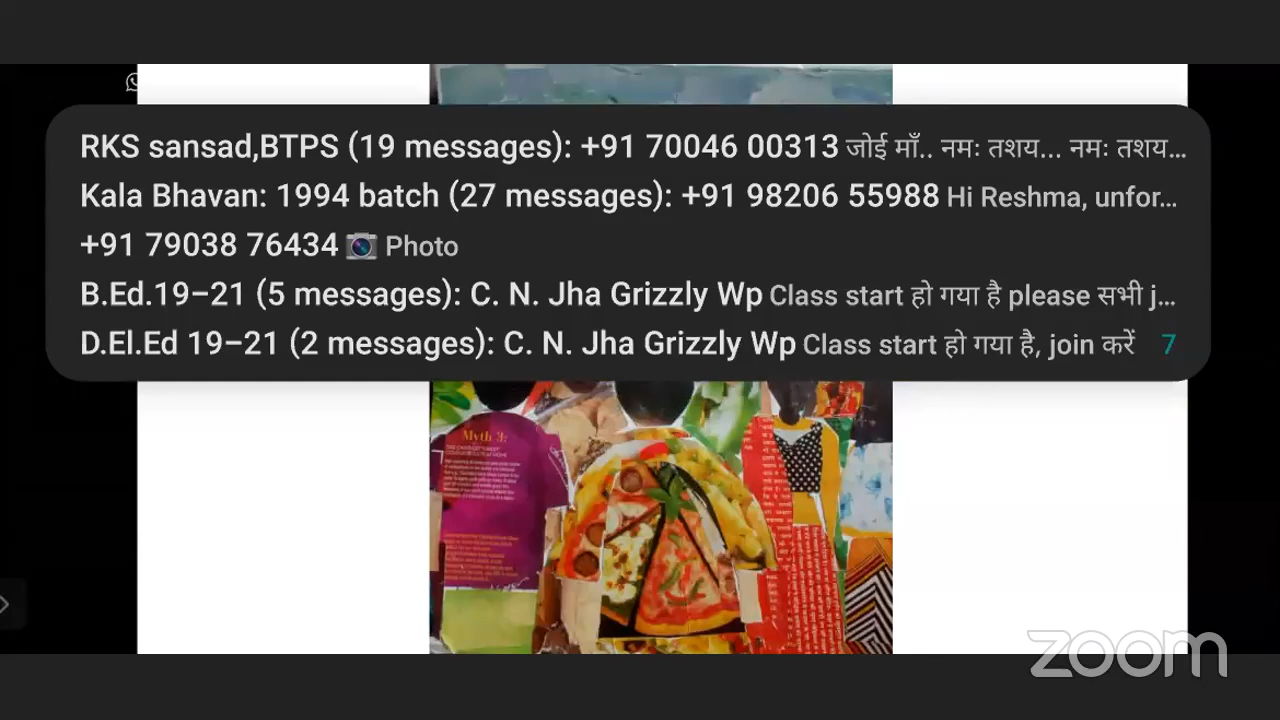 RKS sansad,BTPS (19 messages): +91 70046 00313 जोई माँ.. नमः तशय... नमः तशय...
Kala Bhavan: 1994 batch (27 messages): +91 98206 55988 Hi Reshma, unfor...
+91 79038 76434 📷 Photo
B.Ed.19–21 (5 messages): C. N. Jha Grizzly Wp Class start हो गया है please सभी j...
D.El.Ed 19–21 (2 messages): C. N. Jha Grizzly Wp Class start हो गया है, join करें 7
Myth 3:
zoom